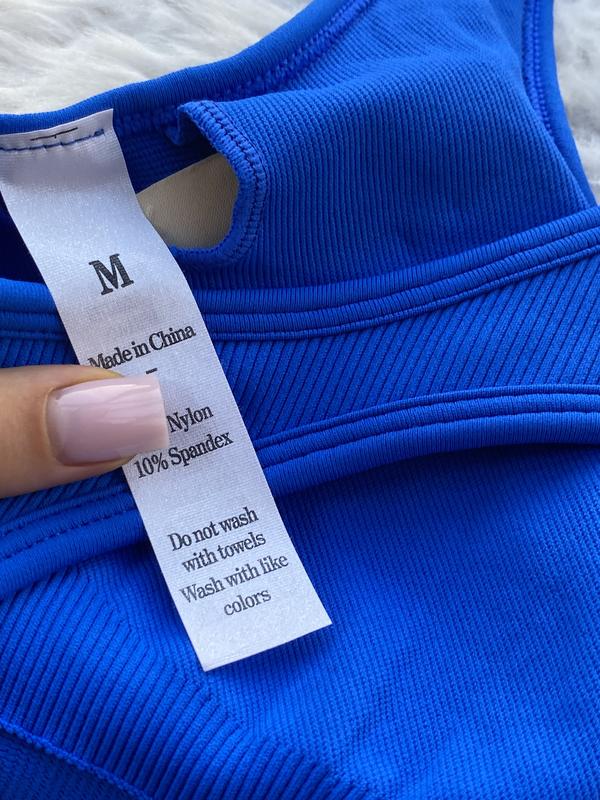 M
Made in China
Nylon
10% Spandex
Do not wash
with towels
Wash with like
colors